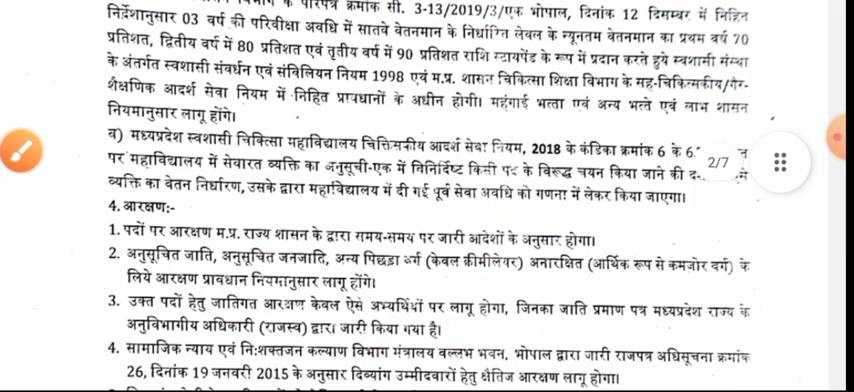 के परिपत्र क्रमांक सी. 3-13/2019/3/एक भोपाल, दिनांक 12 दिसम्बर में निहित
निर्देशानुसार 03 वर्ष की परिवीक्षा अवधि में सातवे वेतनमान के निर्धारित लेवल के न्यूनतम वेतनमान का प्रथम वर्ष 70
प्रतिशत, द्वितीय वर्ष में 80 प्रतिशत एवं तृतीय वर्ष में 90 प्रतिशत राशि स्टायपेंड के रूप में प्रदान करते हुये स्वशासी संस्था
के अंतर्गत स्वशासी संवर्धन एवं संविलियन नियम 1998 एवं म.प्र. शासन चिकित्सा शिक्षा विभाग के सह-चिकित्सकीय/गैर-
शैक्षणिक आदर्श सेवा नियम में निहित प्रावधानों के अधीन होगी। महंगाई भत्ता एवं अन्य भत्ते एवं लाभ शासन
नियमानुसार लागू होंगे।
ब) मध्यप्रदेश स्वशासी चिकित्सा महाविद्यालय चिकित्सकीय आदर्श सेवा नियम, 2018 के कंडिका क्रमांक 6 के
पर महाविद्यालय में सेवारत व्यक्ति का अनुसूची-एक में विनिर्दिष्ट किसी पद के विरूद्ध चयन किया जाने की
2/7
व्यक्ति का वेतन निर्धारण, उसके द्वारा महाविद्यालय में दी गई पूर्व सेवा अवधि को गणना में लेकर किया जाएगा।
4. आरक्षण:-
1. पदों पर आरक्षण म.प्र. राज्य शासन के द्वारा समय-समय पर जारी आदेशों के अनुसार होगा।
2. अनुसूचित जाति, अनुसूचित जनजाति, अन्य पिछड़ा वर्ग (केवल क्रीमीलेयर) अनारक्षित (आर्थिक रूप से कमज़ोर वर्ग) के
लिये आरक्षण प्रावधान नियमानुसार लागू होंगे।
3. उक्त पदों हेतु जातिगत आरक्षण केवल ऐसे अभ्यर्थियों पर लागू होगा, जिनका जाति प्रमाण पत्र मध्यप्रदेश राज्य के
अनुविभागीय अधिकारी (राजस्व) द्वारा जारी किया गया है।
4. सामाजिक न्याय एवं नि:शक्तजन कल्याण विभाग मंत्रालय वल्लभ भवन, भोपाल द्वारा जारी राजपत्र अधिसूचना क्रमांक
26, दिनांक 19 जनवरी 2015 के अनुसार दिव्यांग उम्मीदवारों हेतु क्षैतिज आरक्षण लागू होगा।